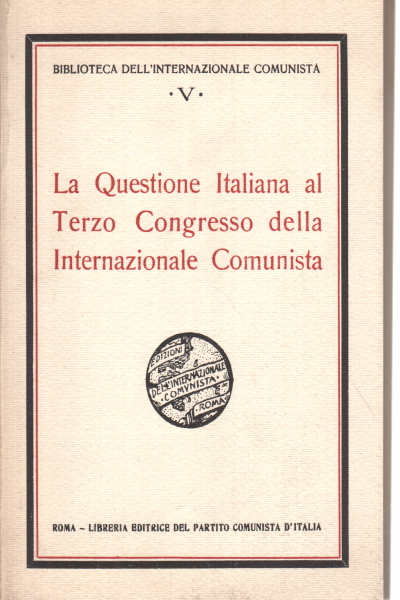 BIBLIOTECA DELL'INTERNAZIONALE COMUNISTA
·V·
La Questione Italiana al
Terzo Congresso della
Internazionale Comunista
EDIZIONI
DELL'INTERNAZIONALE
COMVNISTA
ROMA
ROMA – LIBRERIA EDITRICE DEL PARTITO COMUNISTA D'ITALIA